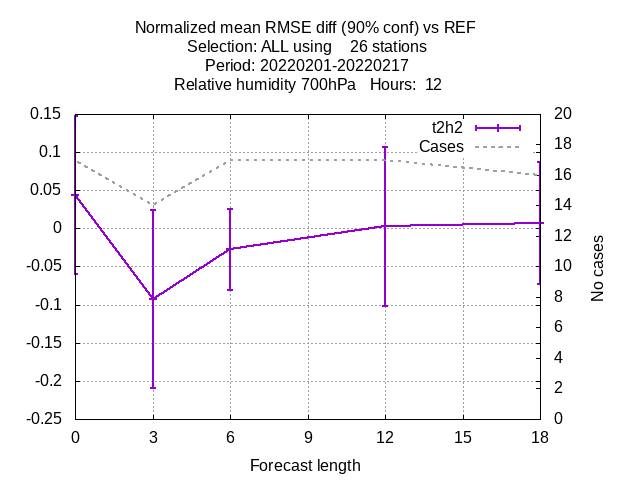 Normalized mean RMSE diff (90% conf) vs REF
Selection: ALL using    26 stations
Period: 20220201-20220217
Relative humidity 700hPa   Hours:  12
t2h2
Cases
0.15
0.1
0.05
0
-0.05
-0.1
-0.15
-0.2
-0.25
20
18
16
14
12
10
8
6
4
2
0
No cases
0 3 6 9 12 15 18
Forecast length